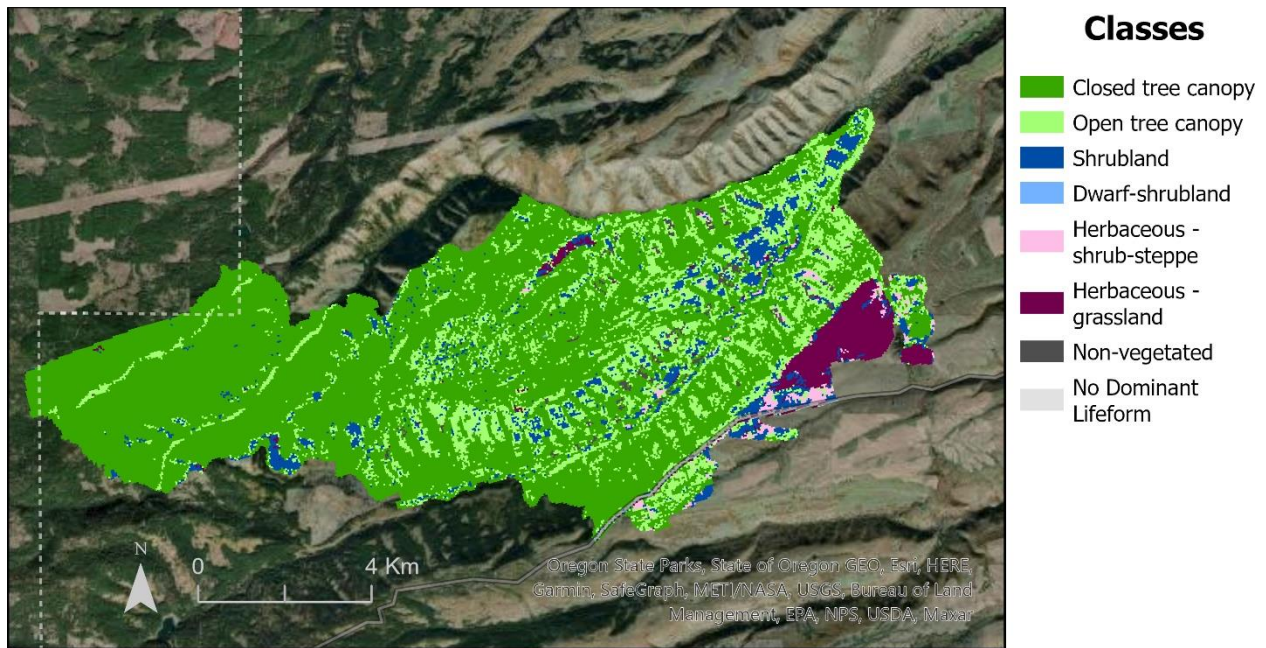 Classes
Closed tree canopy
Open tree canopy
Shrubland
Dwarf-shrubland
Herbaceous -
shrub-steppe
Herbaceous -
grassland
Non-vegetated
No Dominant
Lifeform
N
0 4 Km
Oregon State Parks, State of Oregon GEO, Esri, HERE,
Garmin, SafeGraph, METI/NASA, USGS, Bureau of Land
Management, EPA, NPS, USDA, Maxar